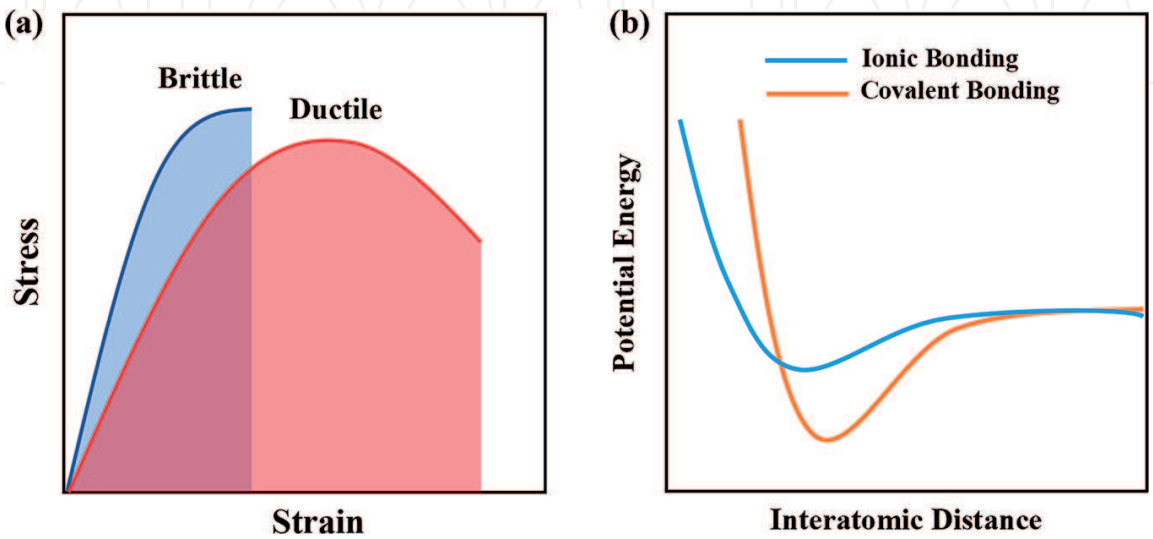 (a)
Brittle
Ductile
Stress
Strain
(b)
Ionic Bonding
Covalent Bonding
Potential Energy
Interatomic Distance